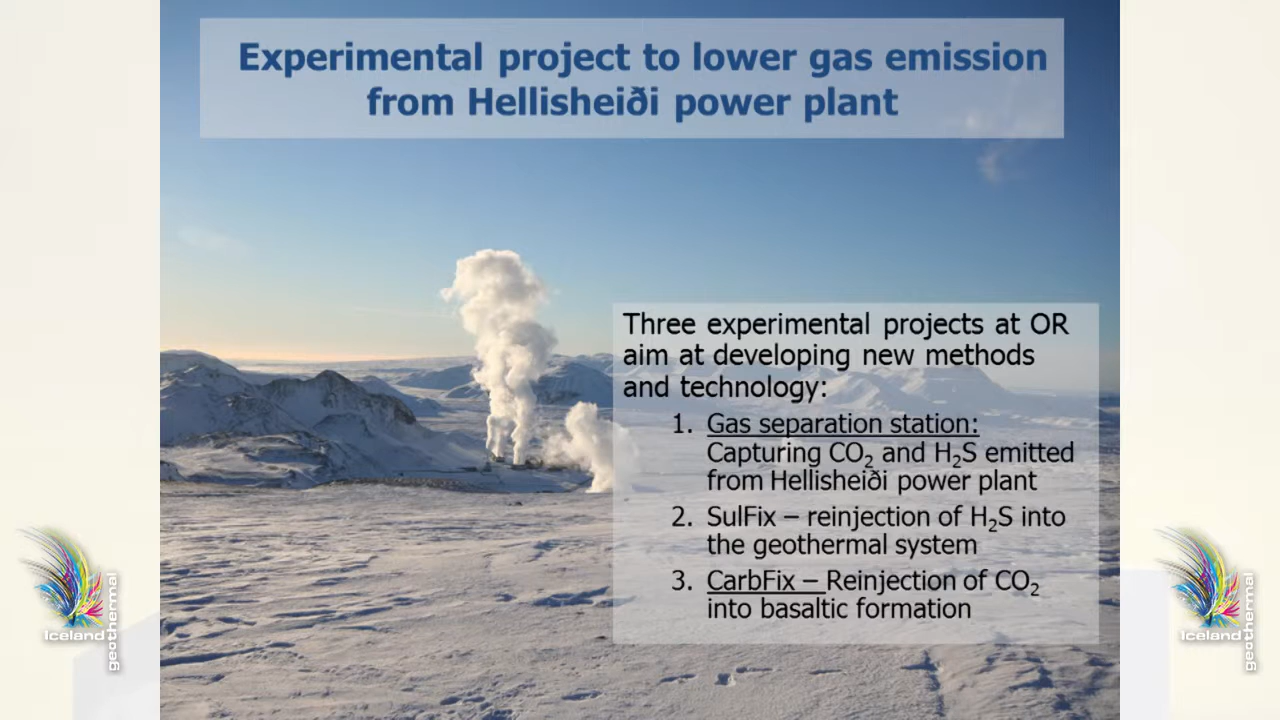 Experimental project to lower gas emission
from Hellisheiði power plant
Three experimental projects at OR
aim at developing new methods
and technology:
1. Gas separation station:
Capturing CO₂ and H₂S emitted
from Hellisheiði power plant
2. SulFix – reinjection of H₂S into
the geothermal system
3. CarbFix – Reinjection of CO₂
into basaltic formation
Iceland
geothermal
Iceland
geothermal